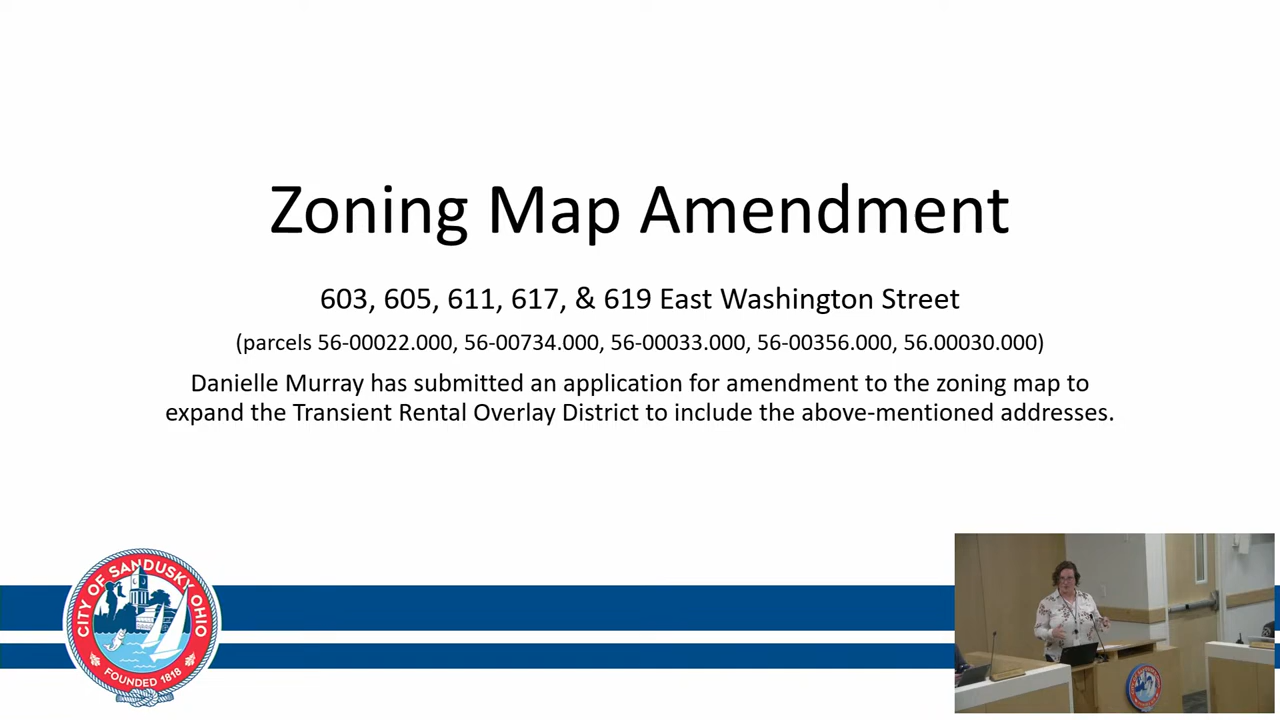 Zoning Map Amendment
603, 605, 611, 617, & 619 East Washington Street
(parcels 56-00022.000, 56-00734.000, 56-00033.000, 56-00356.000, 56.00030.000)
Danielle Murray has submitted an application for amendment to the zoning map to
expand the Transient Rental Overlay District to include the above-mentioned addresses.
CITY OF SANDUSKY OHIO
FOUNDED 1818